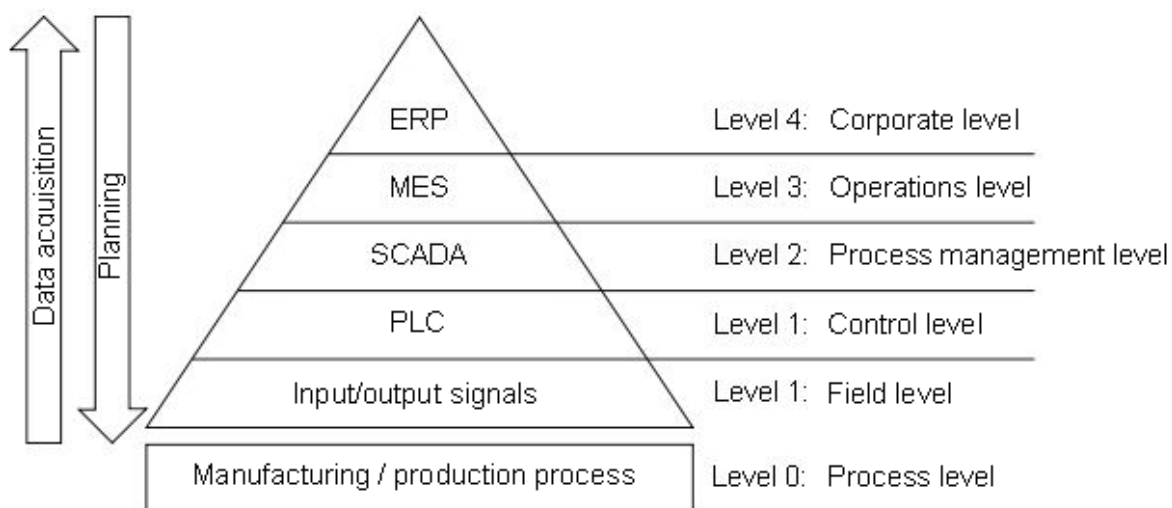 Data acquisition
Planning
ERP
Level 4: Corporate level
MES
Level 3: Operations level
SCADA
Level 2: Process management level
PLC
Level 1: Control level
Input/output signals
Level 1: Field level
Manufacturing / production process
Level 0: Process level